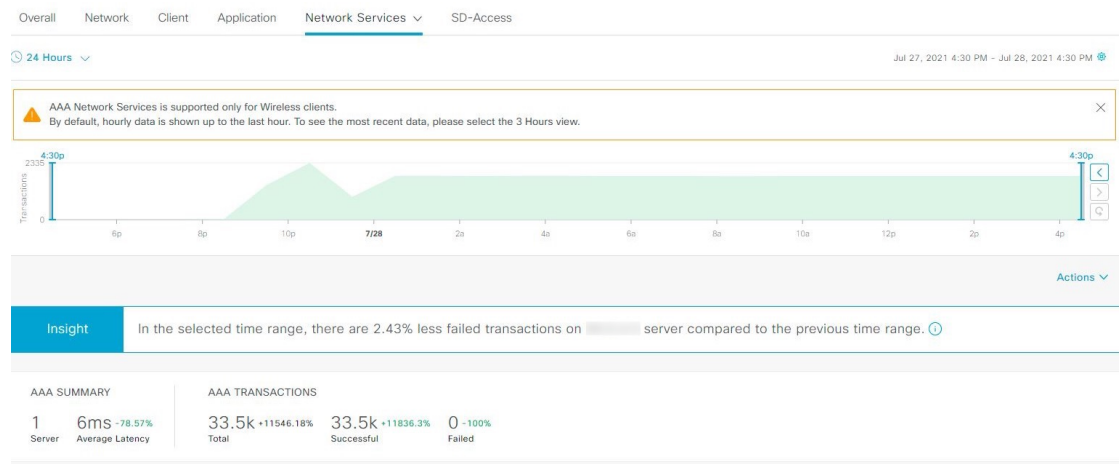 Overall Network Client Application Network Services SD-Access
24 Hours Jul 27, 2021 4:30 PM - Jul 28, 2021 4:30 PM
AAA Network Services is supported only for Wireless clients.
By default, hourly data is shown up to the last hour. To see the most recent data, please select the 3 Hours view.
4:30p 4:30p
2335
Transactions
0
6p 8p 10p 7/28 2a 4a 6a 8a 10a 12p 2p 4p
Actions
Insight In the selected time range, there are 2.43% less failed transactions on server compared to the previous time range.
AAA SUMMARY AAA TRANSACTIONS
1 6ms -78.57% 33.5k +11546.18% 33.5k +11836.3% 0 -100%
Server Average Latency Total Successful Failed